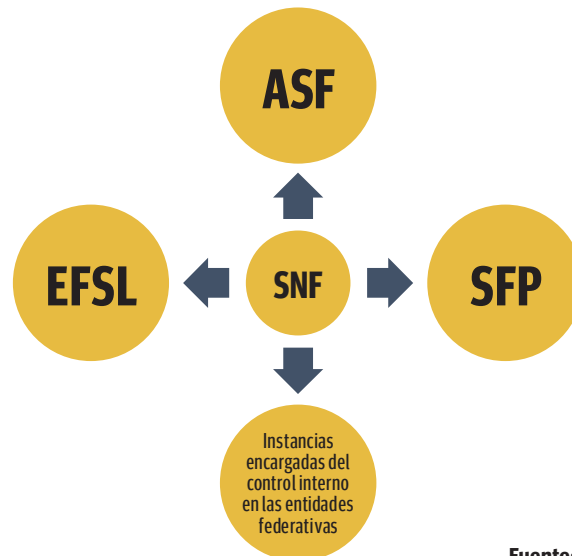 ASF
EFSL
SNF
SFP
Instancias
encargadas del
control interno
en las entidades
federativas